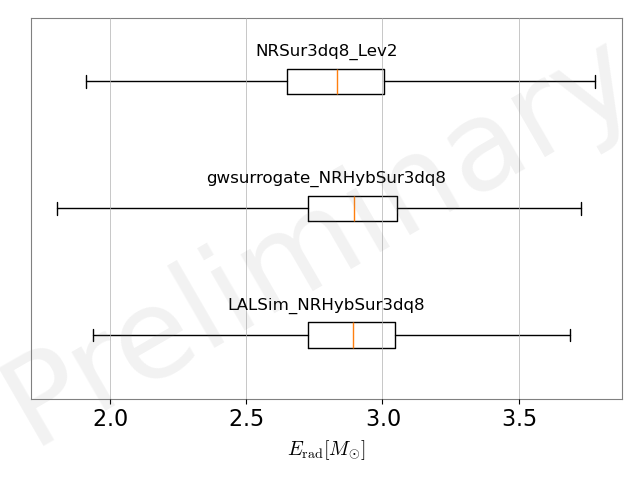 NRSur3dq8_Lev2
gwsurrogate_NRHybSur3dq8
LALSim_NRHybSur3dq8
Preliminary
2.0 2.5 3.0 3.5
E_rad[M_⊙]